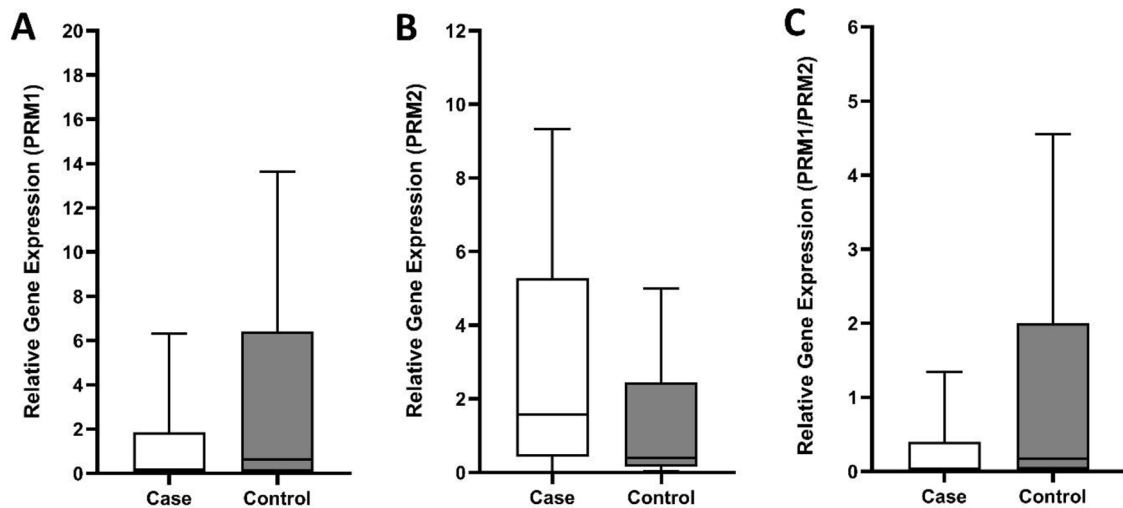 A
Relative Gene Expression (PRM1)
20
18
16
14
12
10
8
6
4
2
0
Case
Control
B
Relative Gene Expression (PRM2)
12
10
8
6
4
2
0
Case
Control
C
Relative Gene Expression (PRM1/PRM2)
6
5
4
3
2
1
0
Case
Control